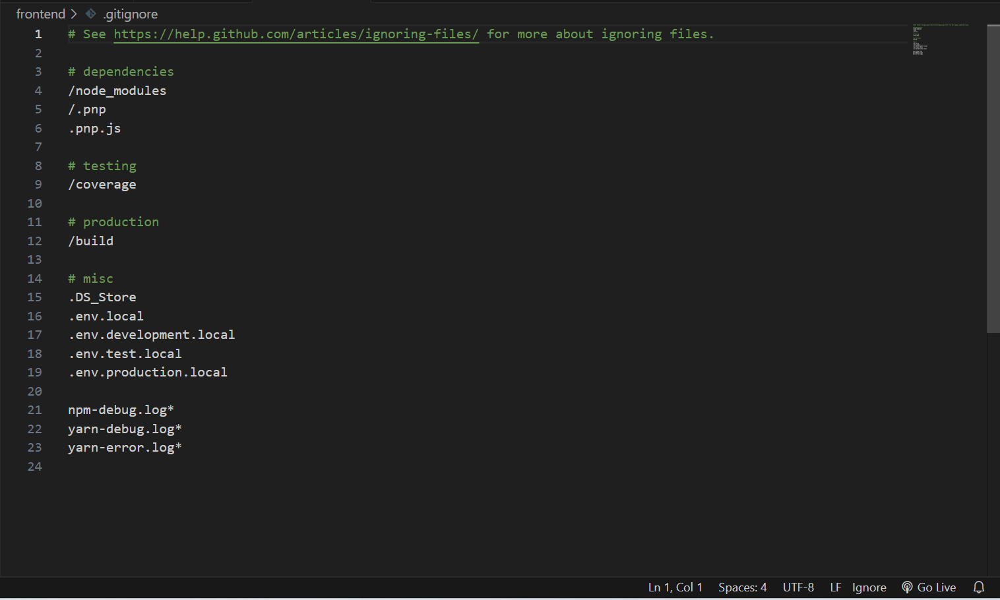 frontend > .gitignore
1 # See https://help.github.com/articles/ignoring-files/ for more about ignoring files.
2
3 # dependencies
4 /node_modules
5 /.pnp
6 .pnp.js
7
8 # testing
9 /coverage
10
11 # production
12 /build
13
14 # misc
15 .DS_Store
16 .env.local
17 .env.development.local
18 .env.test.local
19 .env.production.local
20
21 npm-debug.log*
22 yarn-debug.log*
23 yarn-error.log*
24
Ln 1, Col 1 Spaces: 4 UTF-8 LF Ignore Go Live